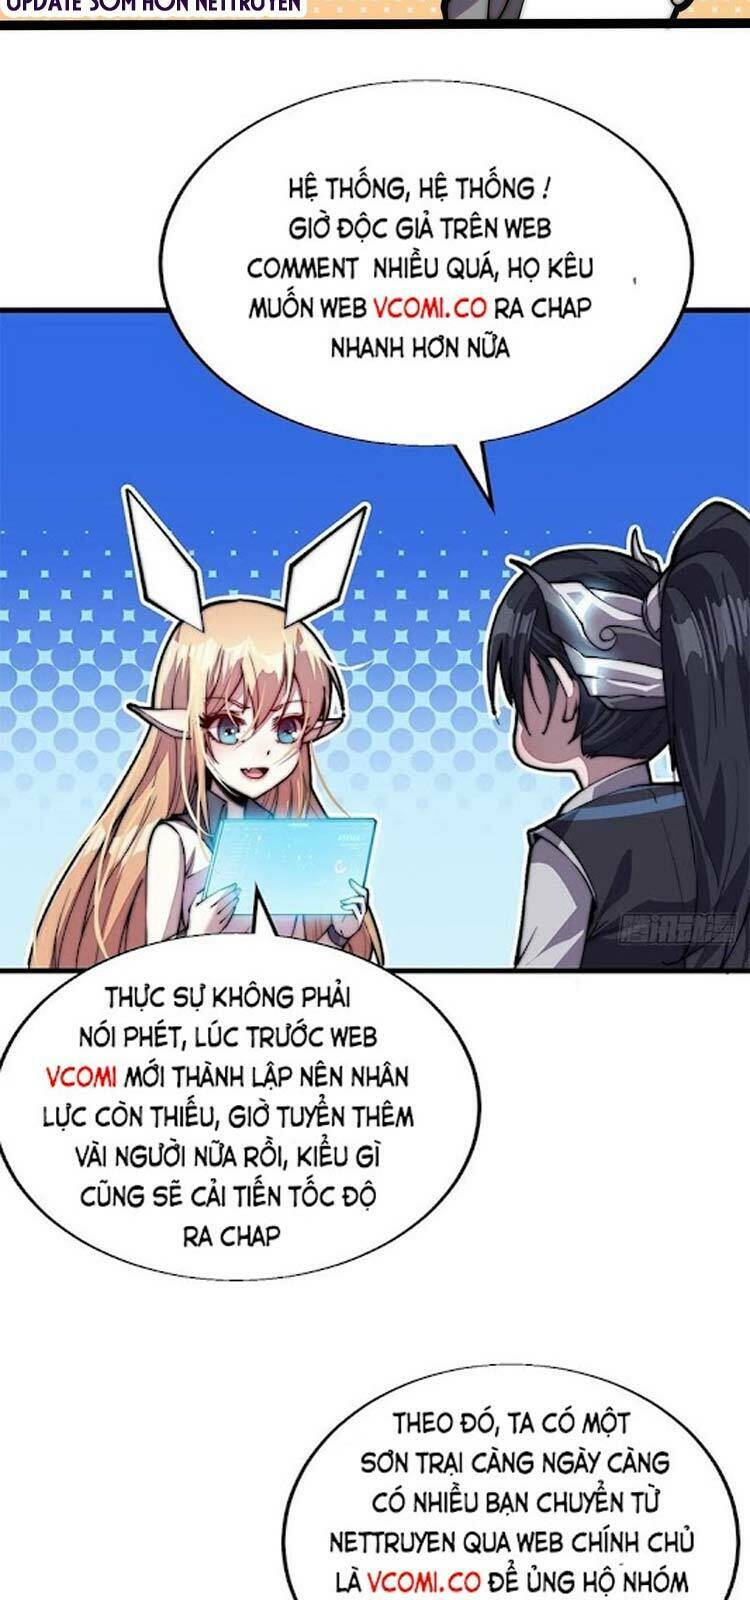 UPDATE SỚM HƠN NETTRUYEN
HỆ THỐNG, HỆ THỐNG !
GIỜ ĐỘC GIẢ TRÊN WEB
COMMENT NHIỀU QUÁ, HỌ KÊU
MUỐN WEB VCOMI.CO RA CHAP
NHANH HƠN NỮA
腾讯动漫
THỰC SỰ KHÔNG PHẢI
NÓI PHÉT, LÚC TRƯỚC WEB
VCOMI MỚI THÀNH LẬP NÊN NHÂN
LỰC CÒN THIẾU, GIỜ TUYỂN THÊM
VÀI NGƯỜI NỮA RỒI, KIỂU GÌ
CŨNG SẼ CẢI TIẾN TỐC ĐỘ
RA CHAP
THEO ĐÓ, TA CÓ MỘT
SƠN TRẠI CÀNG NGÀY CÀNG
CÓ NHIỀU BẠN CHUYỂN TỪ
NETTRUYEN QUA WEB CHÍNH CHỦ
LÀ VCOMI.CO ĐỂ ỦNG HỘ NHÓM